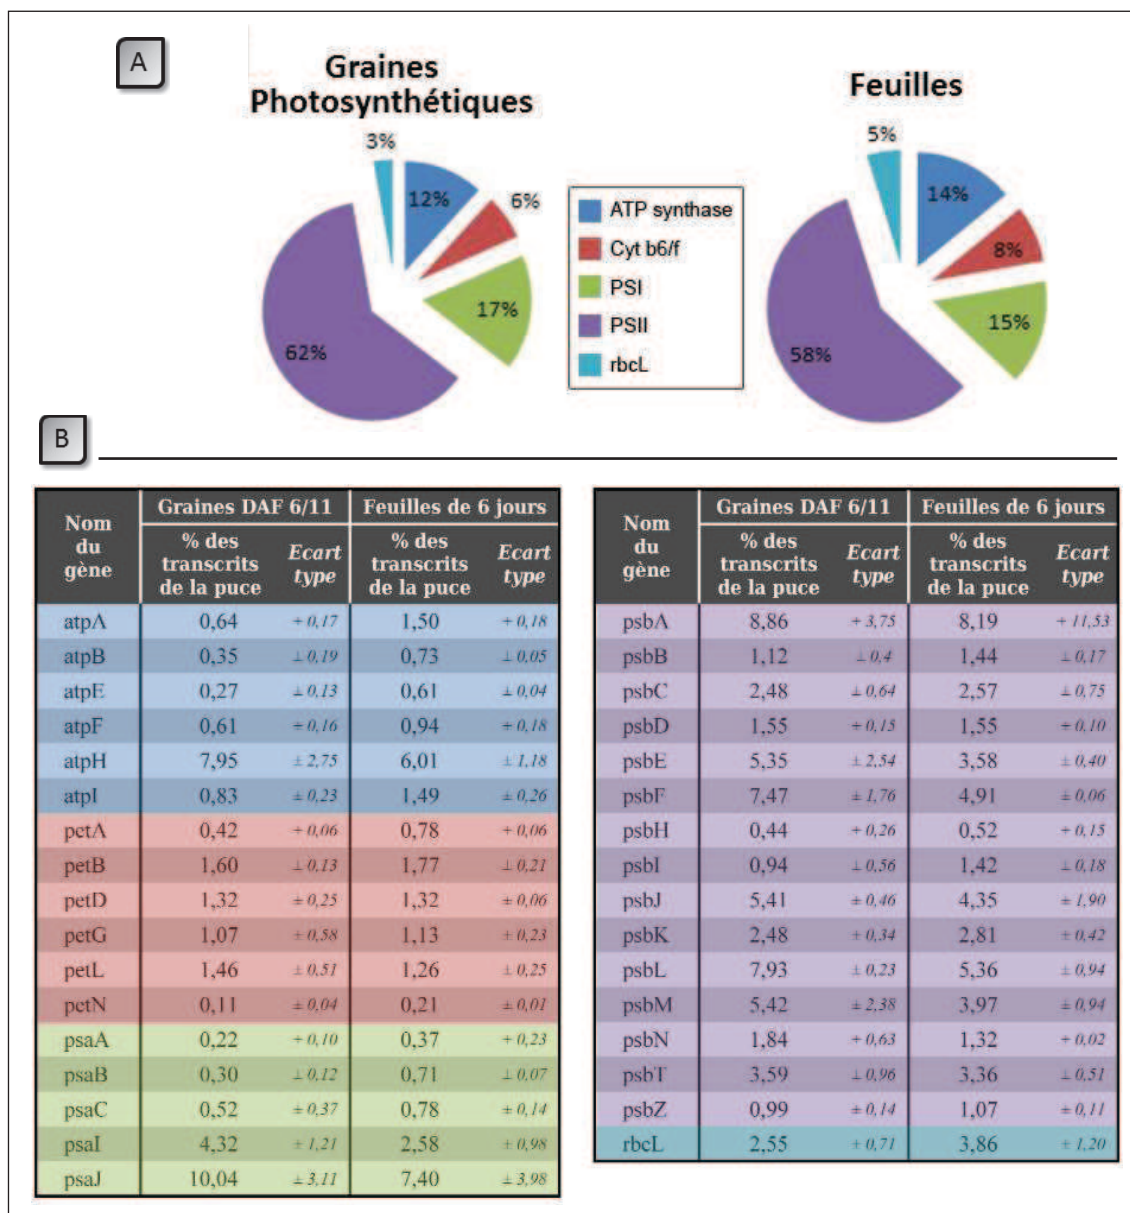 A
Graines
Photosynthétiques
Feuilles
3%
12%
6%
17%
62%
ATP synthase
Cyt b6/f
PSI
PSII
rbcL
5%
14%
8%
15%
58%
B
Nom du gène Graines DAF 6/11 Feuilles de 6 jours
% des transcrits de la puce Ecart type % des transcrits de la puce Ecart type
atpA 0,64 ± 0,17 1,50 ± 0,18
atpB 0,35 ± 0,19 0,73 ± 0,05
atpE 0,27 ± 0,13 0,61 ± 0,04
atpF 0,61 ± 0,16 0,94 ± 0,18
atpH 7,95 ± 2,75 6,01 ± 1,18
atpI 0,83 ± 0,23 1,49 ± 0,26
petA 0,42 ± 0,06 0,78 ± 0,06
petB 1,60 ± 0,13 1,77 ± 0,21
petD 1,32 ± 0,25 1,32 ± 0,06
petG 1,07 ± 0,58 1,13 ± 0,23
petL 1,46 ± 0,51 1,26 ± 0,25
petN 0,11 ± 0,04 0,21 ± 0,01
psaA 0,22 ± 0,10 0,37 ± 0,23
psaB 0,30 ± 0,12 0,71 ± 0,07
psaC 0,52 ± 0,37 0,78 ± 0,14
psaI 4,32 ± 1,21 2,58 ± 0,98
psaJ 10,04 ± 3,11 7,40 ± 3,98
Nom du gène Graines DAF 6/11 Feuilles de 6 jours
% des transcrits de la puce Ecart type % des transcrits de la puce Ecart type
psbA 8,86 ± 3,75 8,19 ± 11,53
psbB 1,12 ± 0,4 1,44 ± 0,17
psbC 2,48 ± 0,64 2,57 ± 0,75
psbD 1,55 ± 0,15 1,55 ± 0,10
psbE 5,35 ± 2,54 3,58 ± 0,40
psbF 7,47 ± 1,76 4,91 ± 0,06
psbH 0,44 ± 0,26 0,52 ± 0,15
psbI 0,94 ± 0,56 1,42 ± 0,18
psbJ 5,41 ± 0,46 4,35 ± 1,90
psbK 2,48 ± 0,34 2,81 ± 0,42
psbL 7,93 ± 0,23 5,36 ± 0,94
psbM 5,42 ± 2,38 3,97 ± 0,94
psbN 1,84 ± 0,63 1,32 ± 0,02
psbT 3,59 ± 0,96 3,36 ± 0,51
psbZ 0,99 ± 0,14 1,07 ± 0,11
rbcL 2,55 ± 0,71 3,86 ± 1,20